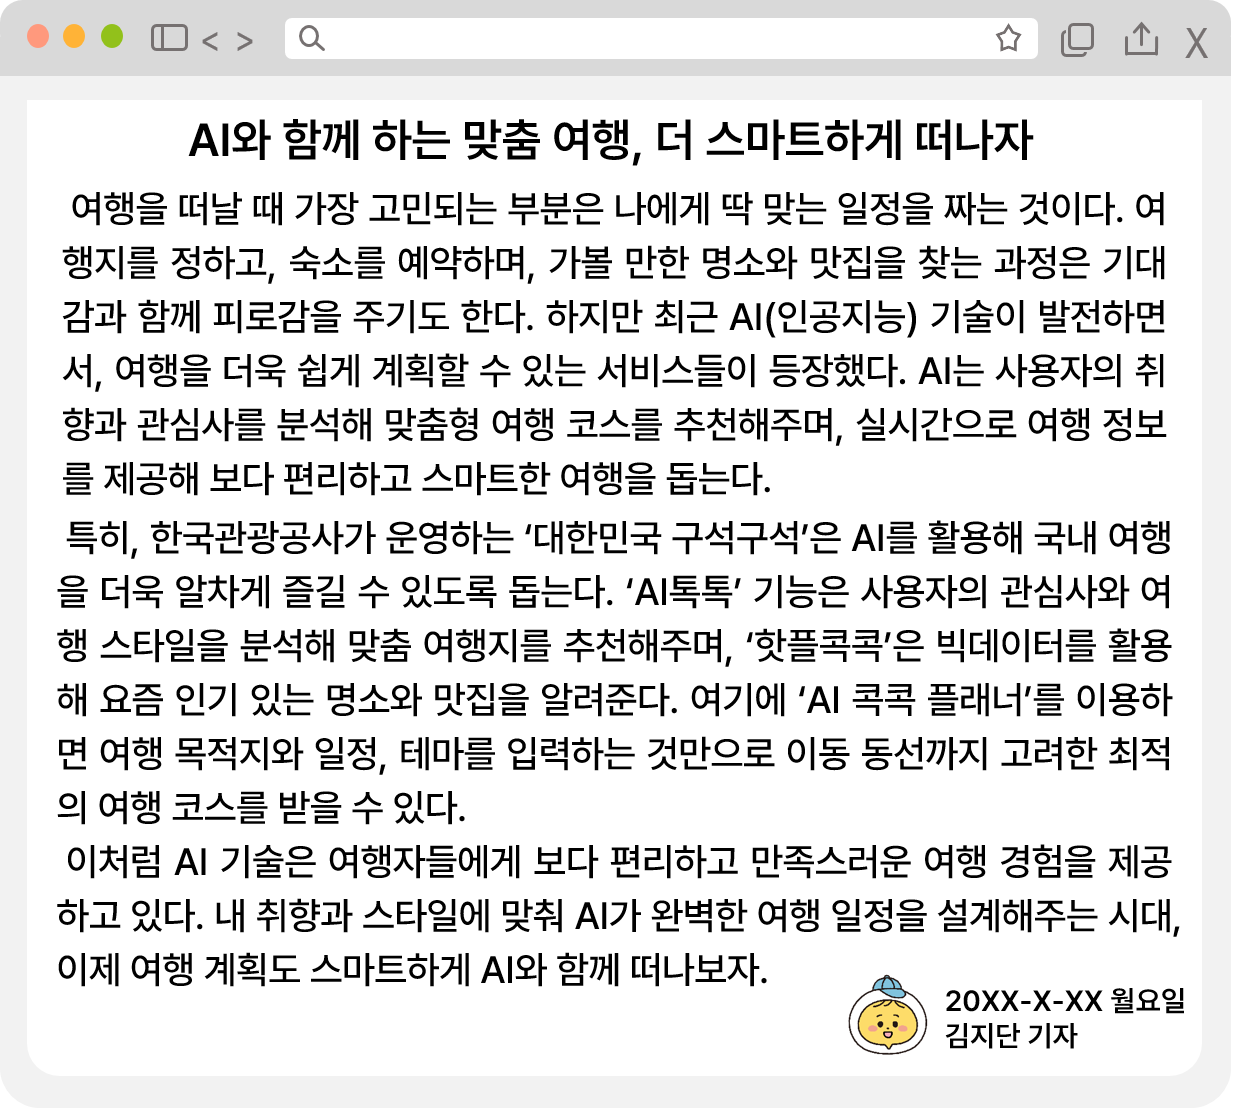 AI와 함께 하는 맞춤 여행, 더 스마트하게 떠나자
여행을 떠날 때 가장 고민되는 부분은 나에게 딱 맞는 일정을 짜는 것이다. 여
행지를 정하고, 숙소를 예약하며, 가볼 만한 명소와 맛집을 찾는 과정은 기대
감과 함께 피로감을 주기도 한다. 하지만 최근 AI(인공지능) 기술이 발전하면
서, 여행을 더욱 쉽게 계획할 수 있는 서비스들이 등장했다. AI는 사용자의 취
향과 관심사를 분석해 맞춤형 여행 코스를 추천해주며, 실시간으로 여행 정보
를 제공해 보다 편리하고 스마트한 여행을 돕는다.
특히, 한국관광공사가 운영하는 ‘대한민국 구석구석’은 AI를 활용해 국내 여행
을 더욱 알차게 즐길 수 있도록 돕는다. ‘AI톡톡’ 기능은 사용자의 관심사와 여
행 스타일을 분석해 맞춤 여행지를 추천해주며, ‘핫플콕콕’은 빅데이터를 활용
해 요즘 인기 있는 명소와 맛집을 알려준다. 여기에 ‘AI 콕콕 플래너’를 이용하
면 여행 목적지와 일정, 테마를 입력하는 것만으로 이동 동선까지 고려한 최적
의 여행 코스를 받을 수 있다.
이처럼 AI 기술은 여행자들에게 보다 편리하고 만족스러운 여행 경험을 제공
하고 있다. 내 취향과 스타일에 맞춰 AI가 완벽한 여행 일정을 설계해주는 시대,
이제 여행 계획도 스마트하게 AI와 함께 떠나보자.
20XX-X-XX 월요일
김지단 기자